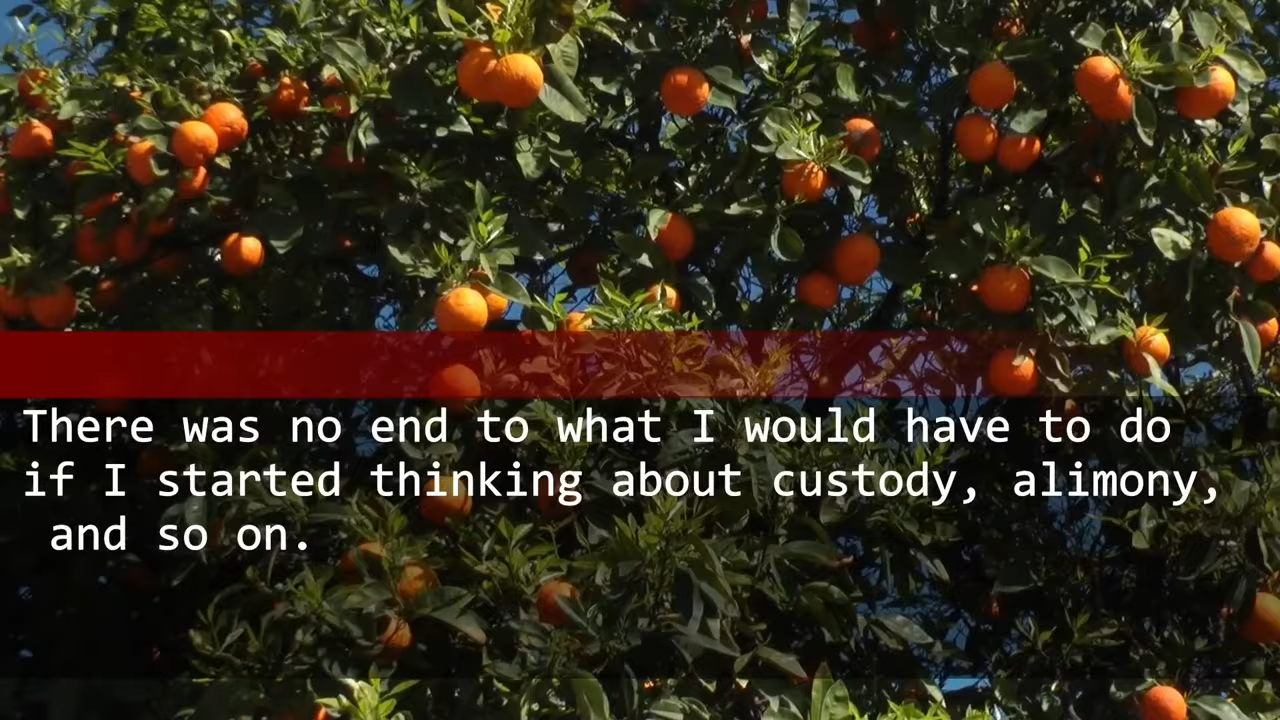 There was no end to what I would have to do
if I started thinking about custody, alimony,
and so on.